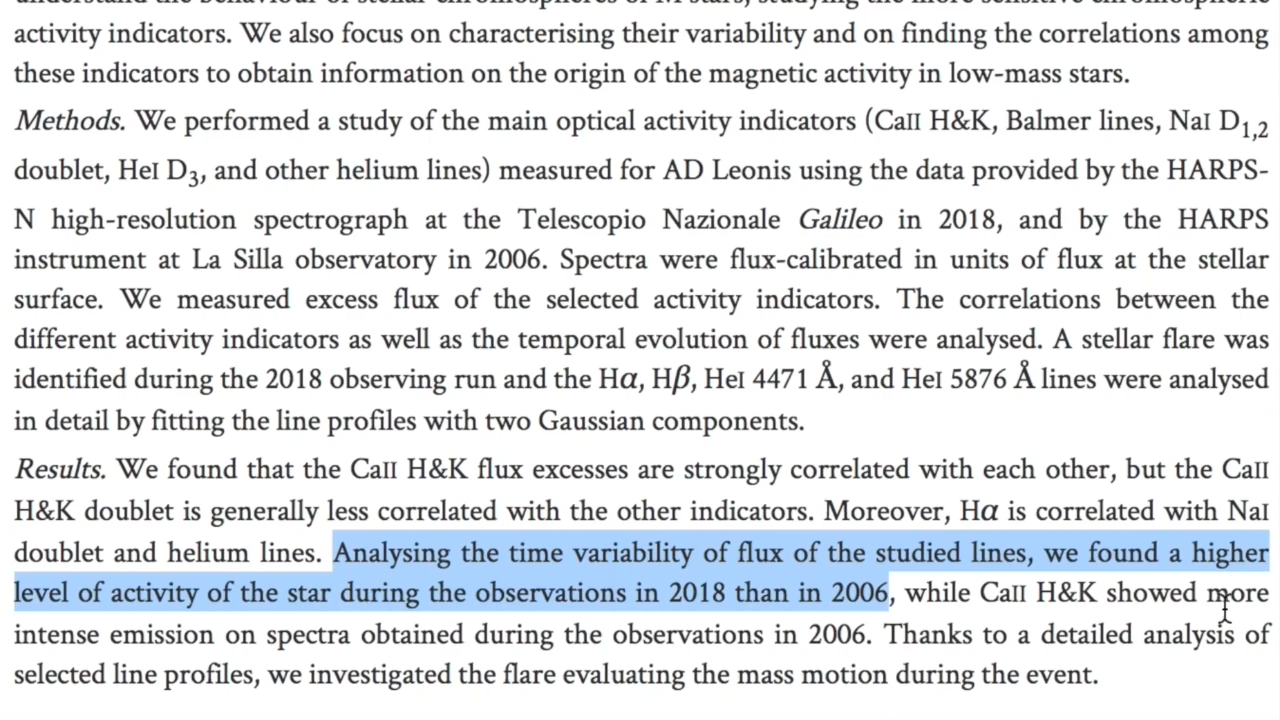 understand the behaviour of stellar chromospheres of M stars, studying the more sensitive chromospheric
activity indicators. We also focus on characterising their variability and on finding the correlations among
these indicators to obtain information on the origin of the magnetic activity in low-mass stars.
Methods. We performed a study of the main optical activity indicators (CaII H&K, Balmer lines, NaI D1,2
doublet, HeI D3, and other helium lines) measured for AD Leonis using the data provided by the HARPS-
N high-resolution spectrograph at the Telescopio Nazionale Galileo in 2018, and by the HARPS
instrument at La Silla observatory in 2006. Spectra were flux-calibrated in units of flux at the stellar
surface. We measured excess flux of the selected activity indicators. The correlations between the
different activity indicators as well as the temporal evolution of fluxes were analysed. A stellar flare was
identified during the 2018 observing run and the Hα, Hβ, HeI 4471 Å, and HeI 5876 Å lines were analysed
in detail by fitting the line profiles with two Gaussian components.
Results. We found that the CaII H&K flux excesses are strongly correlated with each other, but the CaII
H&K doublet is generally less correlated with the other indicators. Moreover, Hα is correlated with NaI
doublet and helium lines. Analysing the time variability of flux of the studied lines, we found a higher
level of activity of the star during the observations in 2018 than in 2006, while CaII H&K showed more
intense emission on spectra obtained during the observations in 2006. Thanks to a detailed analysis of
selected line profiles, we investigated the flare evaluating the mass motion during the event.